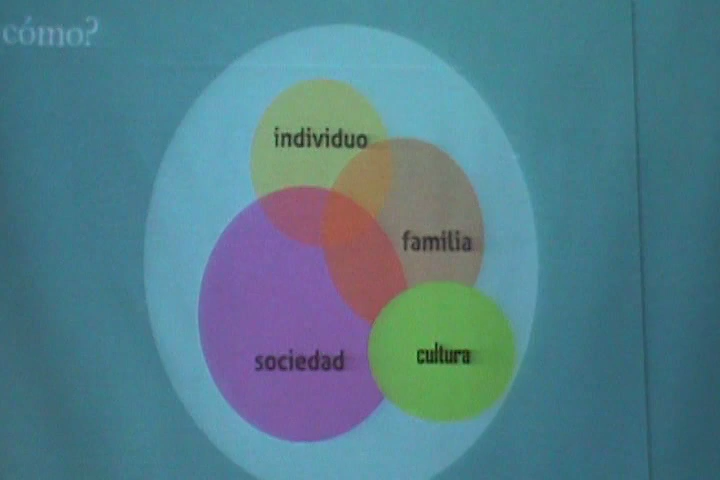 cómo?
individuo
familia
sociedad
cultura